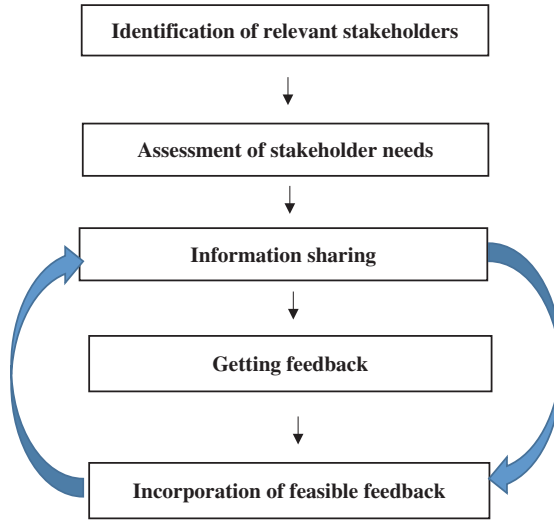 Identification of relevant stakeholders
Assessment of stakeholder needs
Information sharing
Getting feedback
Incorporation of feasible feedback